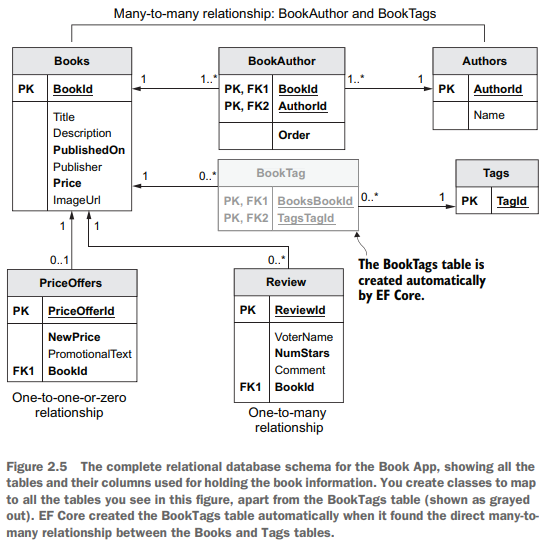 Many-to-many relationship: BookAuthor and BookTags
Books
PK BookId
Title
Description
PublishedOn
Publisher
Price
ImageUrl
1
1..*
BookAuthor
PK, FK1 BookId
PK, FK2 AuthorId
Order
1..*
1
Authors
PK AuthorId
Name
1
0..*
BookTag
PK, FK1 BooksBookId
PK, FK2 TagsTagId
0..*
1
Tags
PK TagId
The BookTags table is
created automatically
by EF Core.
1
0..1
PriceOffers
PK PriceOfferId
NewPrice
PromotionalText
FK1 BookId
One-to-one-or-zero
relationship
1
0..*
Review
PK ReviewId
VoterName
NumStars
Comment
FK1 BookId
One-to-many
relationship
Figure 2.5 The complete relational database schema for the Book App, showing all the
tables and their columns used for holding the book information. You create classes to map
to all the tables you see in this figure, apart from the BookTags table (shown as grayed
out). EF Core created the BookTags table automatically when it found the direct many-to-
many relationship between the Books and Tags tables.